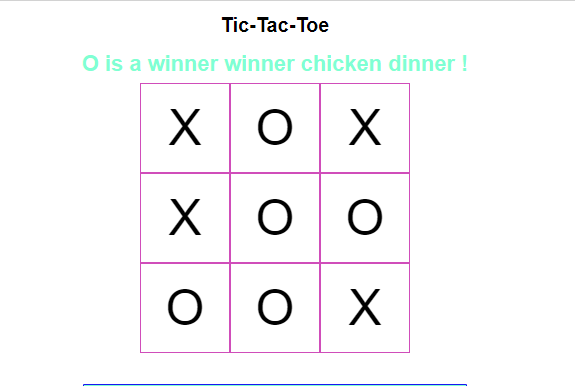 Tic-Tac-Toe
O is a winner winner chicken dinner !
X O X
X O O
O O X